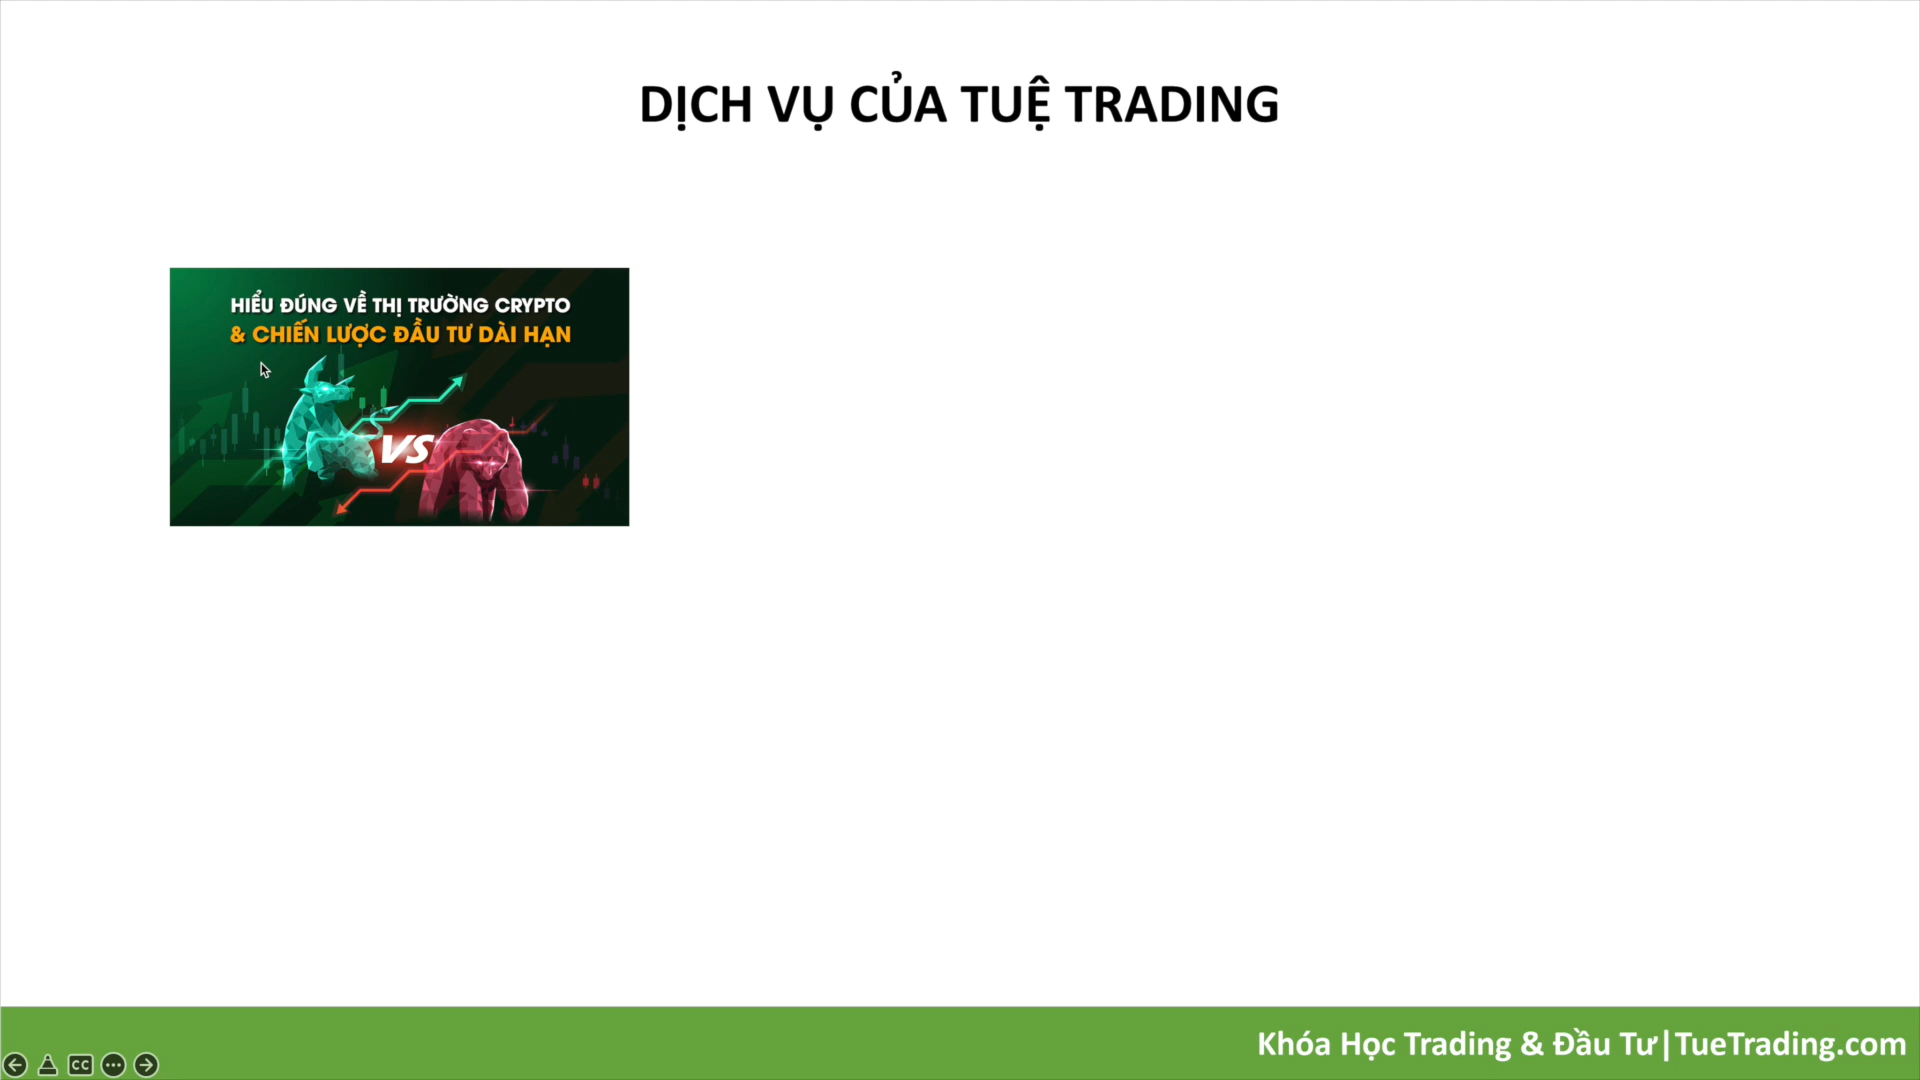 DỊCH VỤ CỦA TUỆ TRADING
HIỂU ĐÚNG VỀ THỊ TRƯỜNG CRYPTO
& CHIẾN LƯỢC ĐẦU TƯ DÀI HẠN
VS
Khóa Học Trading & Đầu Tư|TueTrading.com
CC